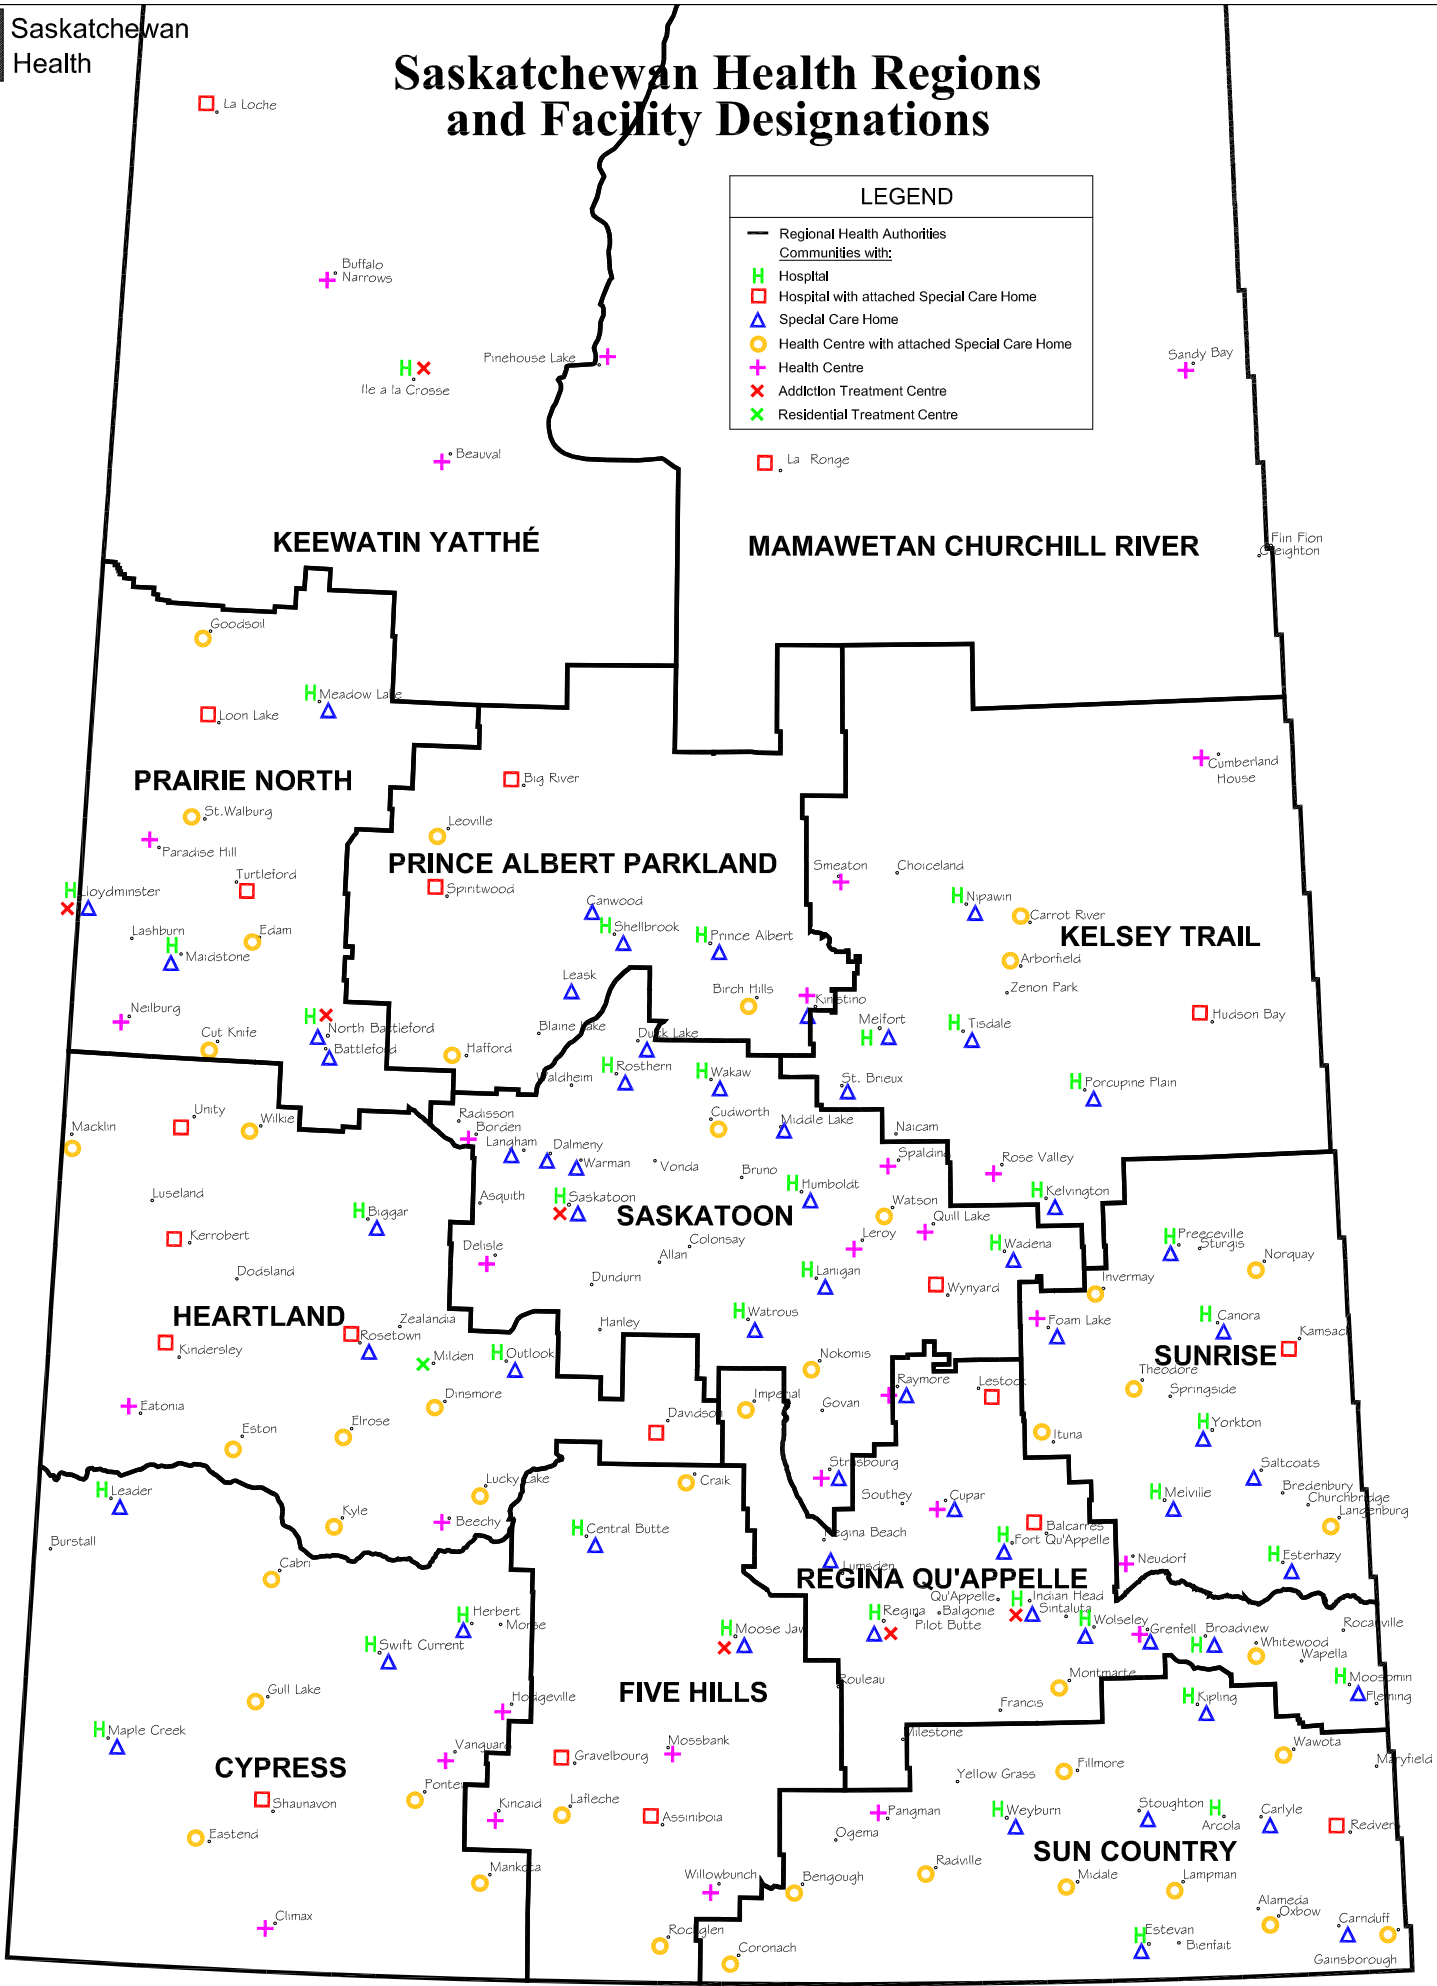 Saskatchewan
Health
Saskatchewan Health Regions
and Facility Designations
LEGEND
Regional Health Authorities
Communities with:
H Hospital
Hospital with attached Special Care Home
Special Care Home
Health Centre with attached Special Care Home
Health Centre
Addiction Treatment Centre
Residential Treatment Centre
La Loche
Buffalo
Narrows
Pinehouse Lake
Sandy Bay
H
Ile a la Crosse
Beauval
La Ronge
KEEWATIN YATTHÉ
MAMAWETAN CHURCHILL RIVER
Flin Flon
Creighton
Goodsoil
H Meadow Lake
Loon Lake
PRAIRIE NORTH
Big River
Cumberland
House
St.Walburg
Leoville
Paradise Hill
PRINCE ALBERT PARKLAND
Smeaton
Choiceland
Turtleford
H
Lloydminster
Spiritwood
H Nipawin
Canwood
Carrot River
H Shellbrook
Lashburn
Edam
H Prince Albert
KELSEY TRAIL
H Maidstone
Arborfield
Leask
Birch Hills
Zenon Park
Kinistino
Neilburg
H
North Battleford
Hudson Bay
Melfort
H
H Tisdale
Cut Knife
Blaine Lake
Duck Lake
Battleford
Hafford
H Rosthern
H Wakaw
Waldheim
St. Brieux
H Porcupine Plain
Unity
Wilkie
Radisson
Borden
Cudworth
Middle Lake
Macklin
Naicam
Langham
Dalmeny
Warman
Vonda
Spalding
Rose Valley
Bruno
Luseland
Asquith
H Saskatoon
H Humboldt
H Kelvington
H Biggar
SASKATOON
Watson
Quill Lake
Kerrobert
Delisle
Colonsay
Leroy
H Wadena
H Preeceville
Sturgis
Norquay
Allan
Dodsland
Dundurn
H Lanigan
Wynyard
Invermay
HEARTLAND
Zealandia
Hanley
H Watrous
Foam Lake
H Canora
Kamsack
Rosetown
Kindersley
Milden
H Outlook
Nokomis
SUNRISE
Theodore
Springside
Eatonia
Dinsmore
Imperial
Raymore
Lestock
Govan
Davidson
H Yorkton
Eston
Elrose
Ituna
Strasbourg
Saltcoats
Lucky Lake
Craik
H Leader
Southey
Cupar
H Melville
Bredenbury
Churchbridge
Langenburg
Kyle
Beechy
H Central Butte
Regina Beach
Balcarres
H Fort Qu'Appelle
Burstall
Lumsden
Neudorf
H Esterhazy
Cabri
REGINA QU'APPELLE
Qu'Appelle
H Indian Head
H Regina
Balgonie
Sintaluta
Pilot Butte
H Wolseley
Grenfell
H Broadview
Rocanville
H Herbert
Morse
H Moose Jaw
Whitewood
H Swift Current
Wapella
Rouleau
Montmarte
H Moosomin
Fleming
Gull Lake
Hodgeville
FIVE HILLS
Francis
H Kipling
H Maple Creek
Milestone
Mossbank
Vanguard
Gravelbourg
Wawota
Maryfield
CYPRESS
Fillmore
Yellow Grass
Shaunavon
Kincaid
Lafleche
Assiniboia
Pangman
H Weyburn
Stoughton
H
Arcola
Carlyle
Redvers
Eastend
Ogema
SUN COUNTRY
Mankota
Willowbunch
Bengough
Radville
Midale
Lampman
Climax
Alameda
Oxbow
Carnduff
Rockglen
Coronach
H Estevan
Bienfait
Gainsborough